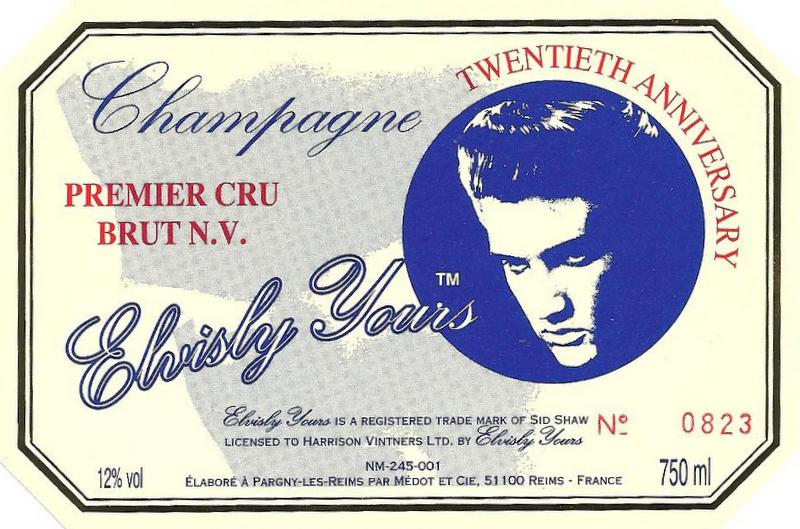 Champagne
TWENTIETH ANNIVERSARY
PREMIER CRU
BRUT N.V.
Elvisly Yours™
Elvisly Yours IS A REGISTERED TRADE MARK OF SID SHAW
LICENSED TO HARRISON VINTNERS LTD. BY Elvisly Yours
Nº 0823
NM-245-001
12% vol
ÉLABORÉ À PARGNY-LES-REIMS PAR MÉDOT ET CIE, 51100 REIMS - FRANCE
750 ml